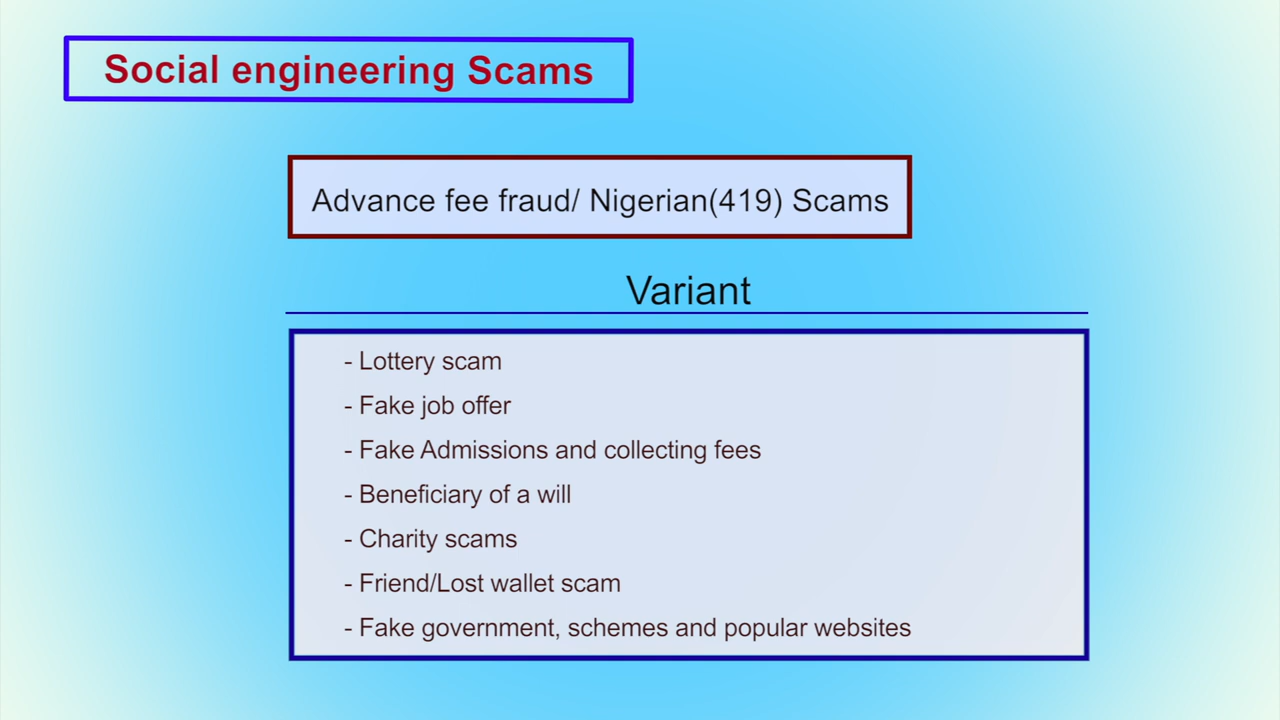 Social engineering Scams
Advance fee fraud/ Nigerian(419) Scams
Variant
- Lottery scam
- Fake job offer
- Fake Admissions and collecting fees
- Beneficiary of a will
- Charity scams
- Friend/Lost wallet scam
- Fake government, schemes and popular websites